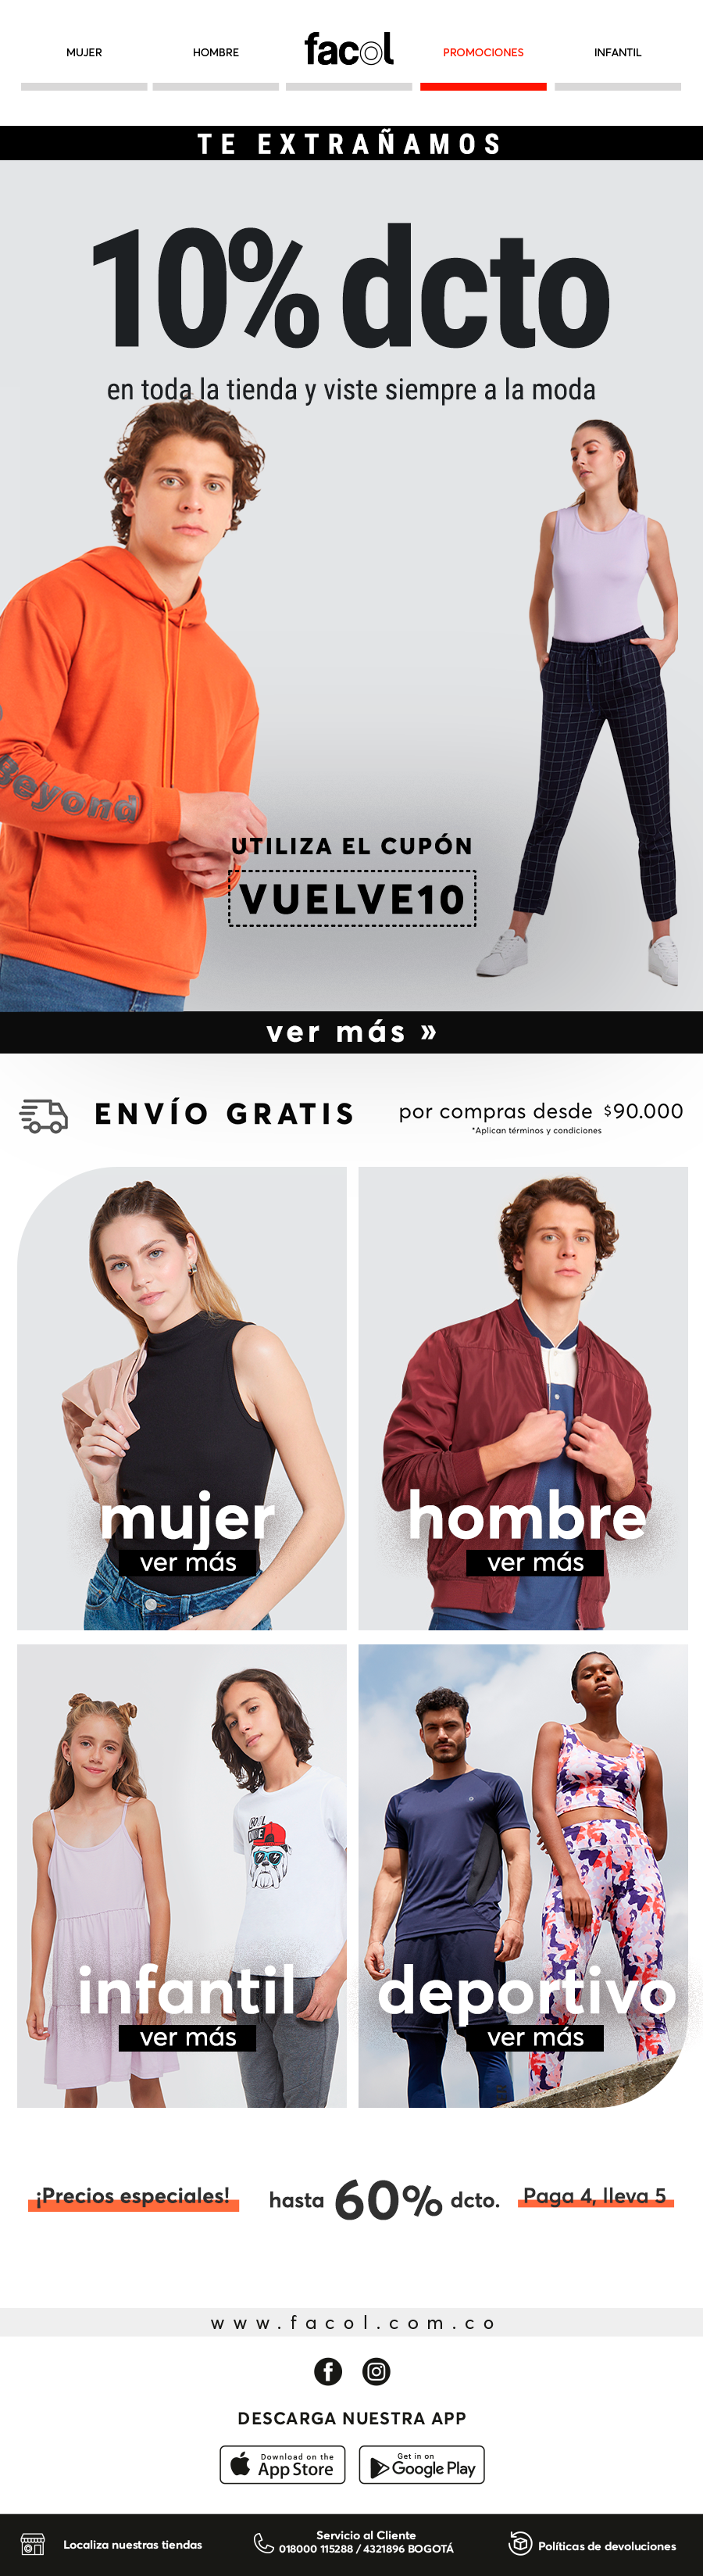 MUJER
HOMBRE
facol
PROMOCIONES
INFANTIL
TE EXTRAÑAMOS
10% dcto
en toda la tienda y viste siempre a la moda
Beyond
UTILIZA EL CUPÓN
VUELVE10
ver más »
ENVÍO GRATIS
por compras desde $90.000
*Aplican términos y condiciones
mujer
ver más
hombre
ver más
infantil
ver más
deportivo
ver más
¡Precios especiales!
hasta 60% dcto.
Paga 4, lleva 5
www.facol.com.co
DESCARGA NUESTRA APP
Download on the
App Store
Get in on
Google Play
Localiza nuestras tiendas
Servicio al Cliente
018000 115288 / 4321896 BOGOTÁ
Políticas de devoluciones